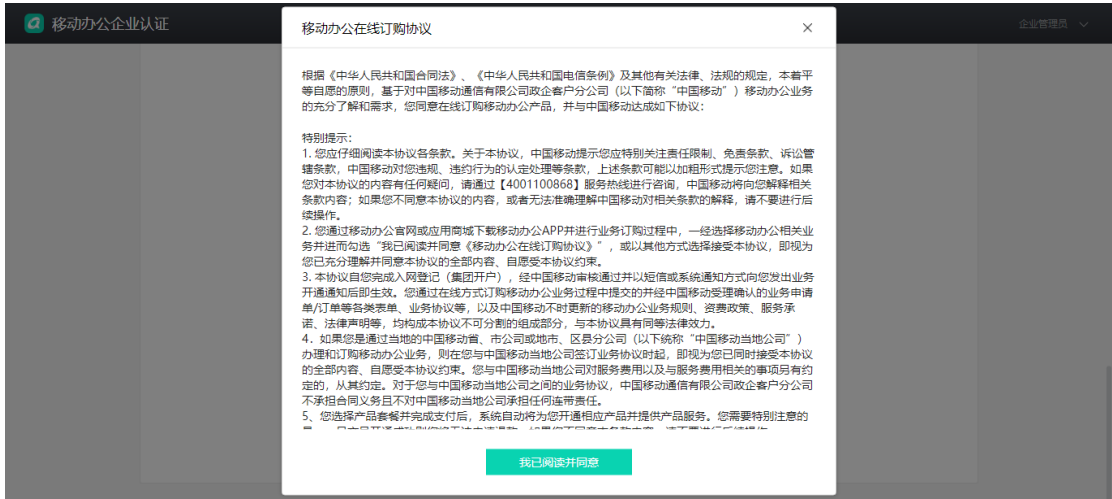 移动办公企业认证
企业管理员
移动办公在线订购协议
根据《中华人民共和国合同法》、《中华人民共和国电信条例》及其他有关法律、法规的规定，本着平
等自愿的原则，基于对中国移动通信有限公司政企客户分公司（以下简称“中国移动”）移动办公业务
的充分了解和需求，您同意在线订购移动办公产品，并与中国移动达成如下协议：
特别提示：
1. 您应仔细阅读本协议各条款。关于本协议，中国移动提示您应特别关注责任限制、免责条款、诉讼管
辖条款，中国移动对您违规、违约行为的认定处理等条款，上述条款可能以加粗形式提示您注意。如果
您对本协议的内容有任何疑问，请通过【4001100868】服务热线进行咨询，中国移动将向您解释相关
条款内容；如果您不同意本协议的内容，或者无法准确理解中国移动对相关条款的解释，请不要进行后
续操作。
2. 您通过移动办公官网或应用商城下载移动办公APP并进行业务订购过程中，一经选择移动办公相关业
务并进而勾选“我已阅读并同意《移动办公在线订购协议》”，或以其他方式选择接受本协议，即视为
您已充分理解并同意本协议的全部内容、自愿受本协议约束。
3. 本协议自您完成入网登记（集团开户），经中国移动审核通过并以短信或系统通知方式向您发出业务
开通通知后即生效。您通过在线方式订购移动办公业务过程中提交的并经中国移动受理确认的业务申请
单/订单等各类表单、业务协议等，以及中国移动不时更新的移动办公业务规则、资费政策、服务承
诺、法律声明等，均构成本协议不可分割的组成部分，与本协议具有同等法律效力。
4．如果您是通过当地的中国移动省、市公司或地市、区县分公司（以下统称“中国移动当地公司”）
办理和订购移动办公业务，则在您与中国移动当地公司签订业务协议时起，即视为您已同时接受本协议
的全部内容、自愿受本协议约束。您与中国移动当地公司对服务费用以及与服务费用相关的事项另有约
定的，从其约定。对于您与中国移动当地公司之间的业务协议，中国移动通信有限公司政企客户分公司
不承担合同义务且不对中国移动当地公司承担任何连带责任。
5、您选择产品套餐并完成支付后，系统自动将为您开通相应产品并提供产品服务。您需要特别注意的
我已阅读并同意